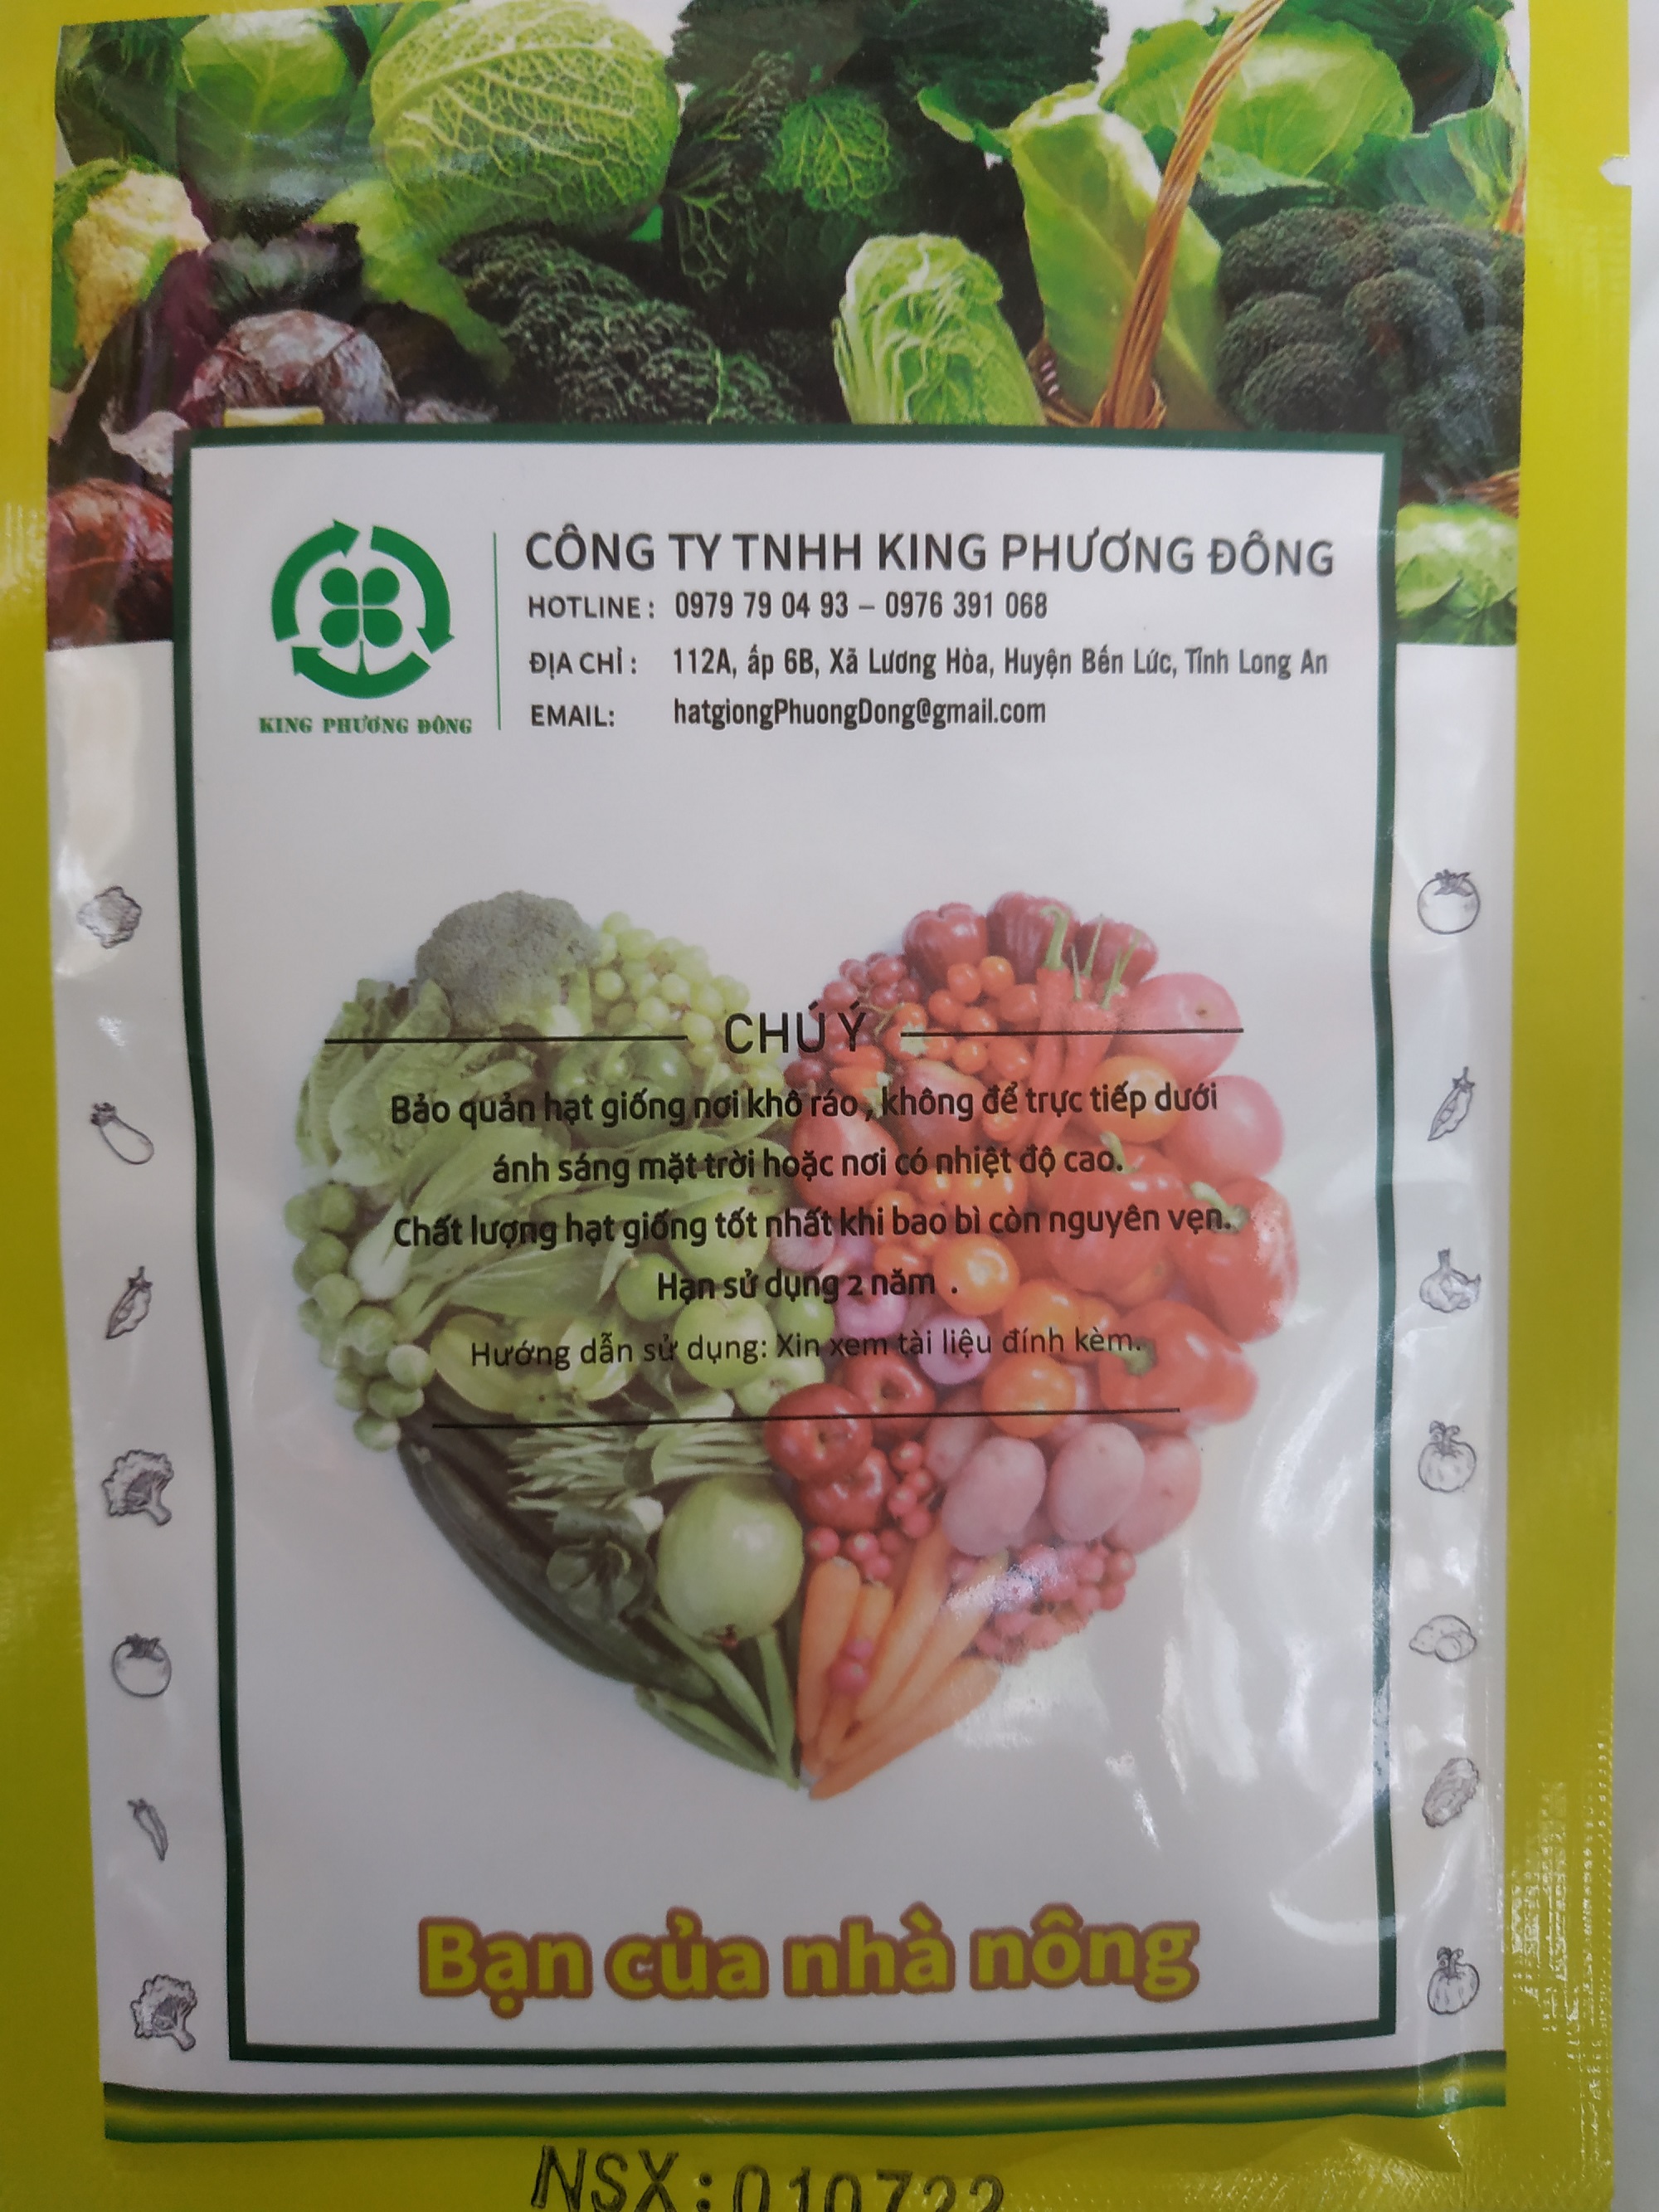 CÔNG TY TNHH KING PHƯƠNG ĐÔNG
HOTLINE : 0979 79 04 93 – 0976 391 068
ĐỊA CHỈ : 112A, ấp 6B, Xã Lương Hòa, Huyện Bến Lức, Tỉnh Long An
EMAIL: hatgiongPhuongDong@gmail.com
KING PHƯƠNG ĐÔNG
CHÚ Ý
Bảo quản hạt giống nơi khô ráo , không để trực tiếp dưới
ánh sáng mặt trời hoặc nơi có nhiệt độ cao.
Chất lượng hạt giống tốt nhất khi bao bì còn nguyên vẹn.
Hạn sử dụng 2 năm .
Hướng dẫn sử dụng: Xin xem tài liệu đính kèm.
Bạn của nhà nông
NSX: 010722